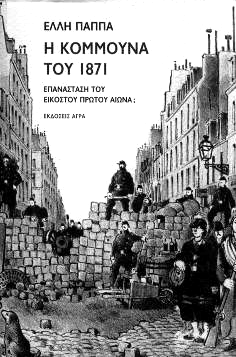 ΕΛΛΗ ΠΑΠΠΑ
Η ΚΟΜΜΟΥΝΑ
ΤΟΥ 1871
ΕΠΑΝΑΣΤΑΣΗ ΤΟΥ
ΕΙΚΟΣΤΟΥ ΠΡΩΤΟΥ ΑΙΩΝΑ;
ΕΚΔΟΣΕΙΣ ΑΓΡΑ